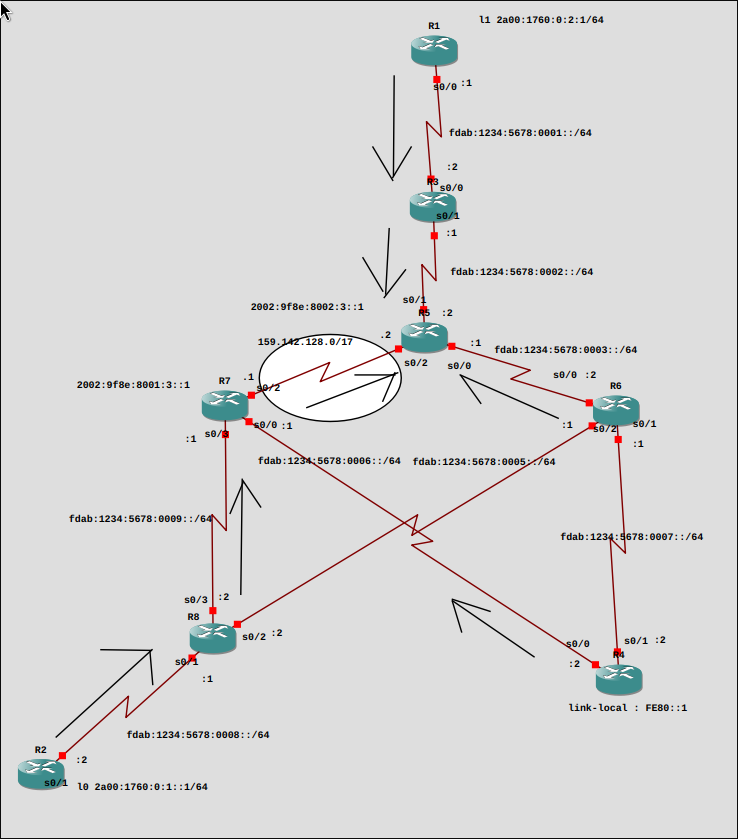 l1 2a00:1760:0:2:1/64
R1
s0/0 :1
fdab:1234:5678:0001::/64
:2
R3
s0/0
s0/1
:1
fdab:1234:5678:0002::/64
s0/1
2002:9f8e:8002:3::1
R5 :2
159.142.128.0/17
.2
:1
fdab:1234:5678:0003::/64
s0/2
s0/0
s0/0 :2
2002:9f8e:8001:3::1
R7
.1
s0/2
R6
s0/0 :1
:1
s0/2
s0/1
:1
s0/3
:1
fdab:1234:5678:0006::/64
fdab:1234:5678:0005::/64
fdab:1234:5678:0009::/64
fdab:1234:5678:0007::/64
s0/3 :2
R8
s0/2 :2
s0/0
s0/1 :2
R4
:2
s0/1
:1
link-local : FE80::1
fdab:1234:5678:0008::/64
R2
:2
s0/1
l0 2a00:1760:0:1::1/64